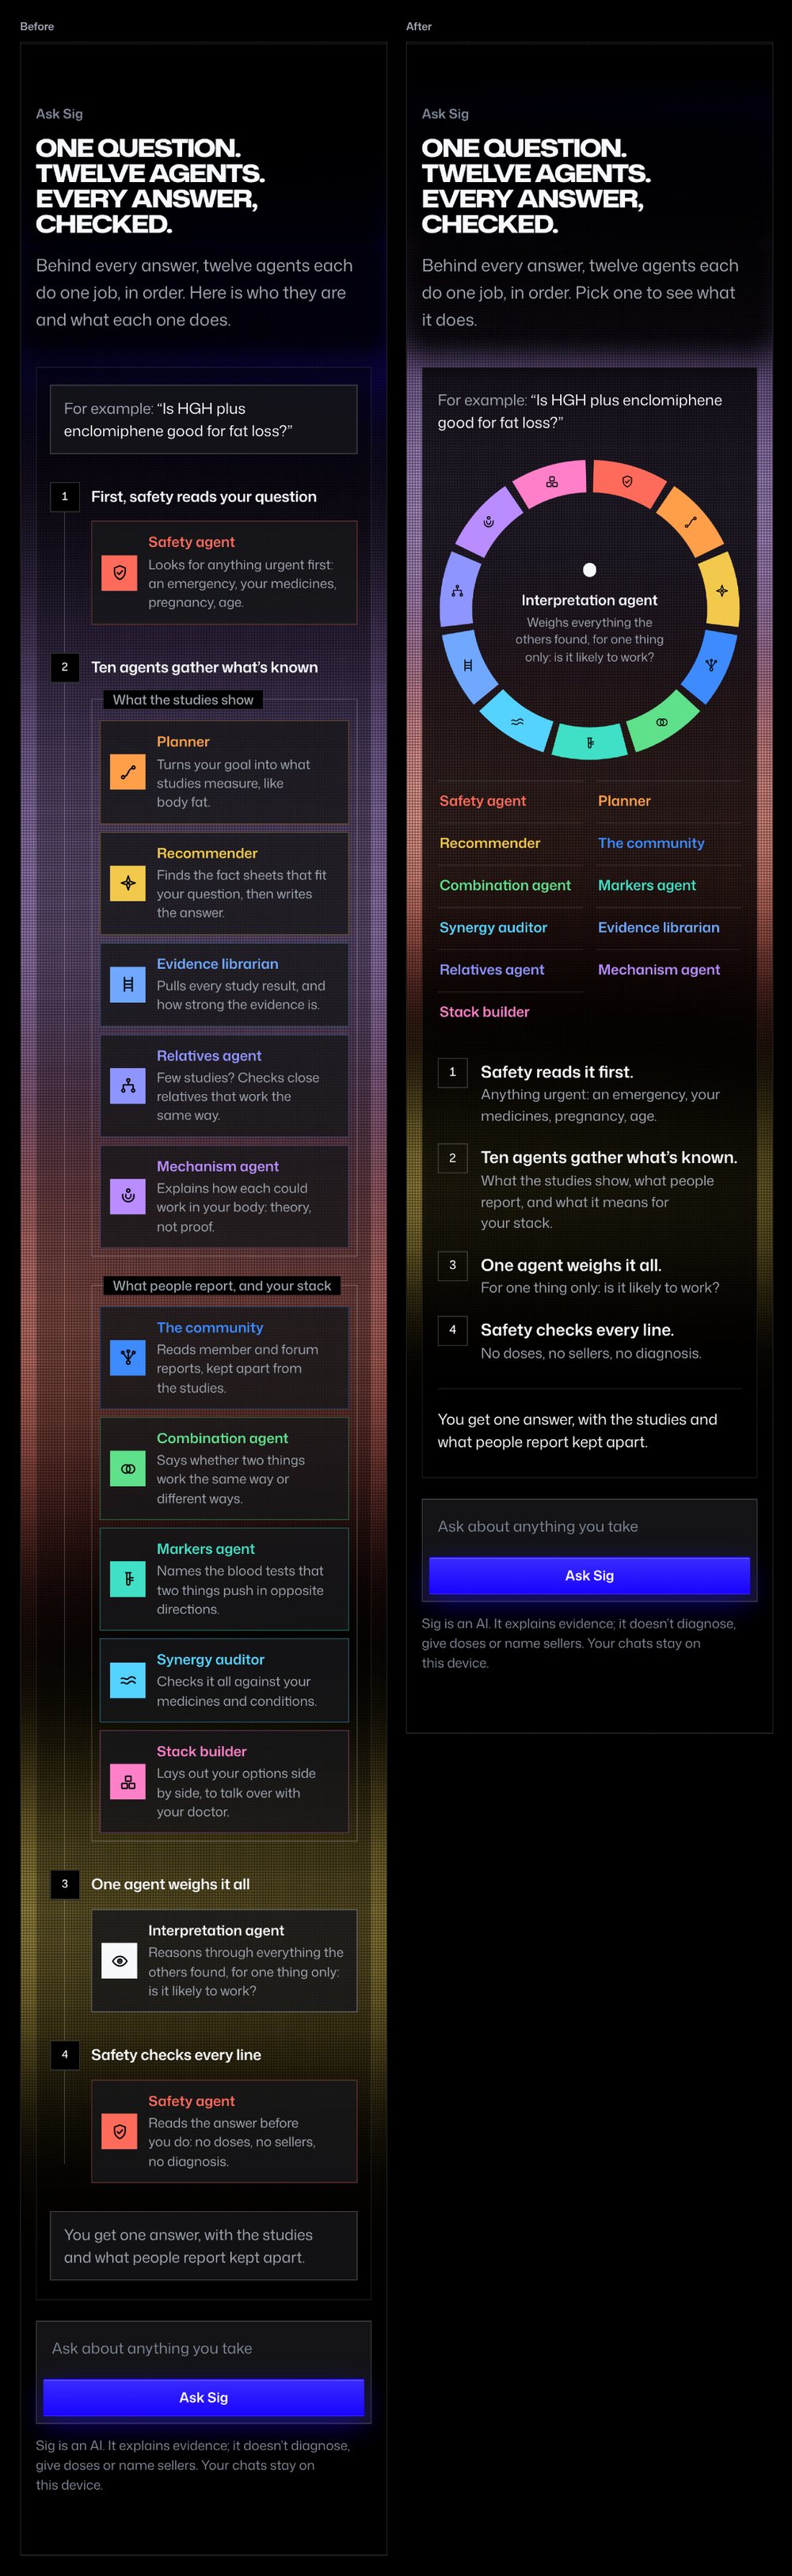 Before
Ask Sig
ONE QUESTION.
TWELVE AGENTS.
EVERY ANSWER,
CHECKED.
Behind every answer, twelve agents each
do one job, in order. Here is who they are
and what each one does.
For example: “Is HGH plus
enclomiphene good for fat loss?”
1
First, safety reads your question
Safety agent
Looks for anything urgent first:
an emergency, your medicines,
pregnancy, age.
2
Ten agents gather what’s known
What the studies show
Planner
Turns your goal into what
studies measure, like
body fat.
Recommender
Finds the fact sheets that fit
your question, then writes
the answer.
Evidence librarian
Pulls every study result, and
how strong the evidence is.
Relatives agent
Few studies? Checks close
relatives that work the
same way.
Mechanism agent
Explains how each could
work in your body: theory,
not proof.
What people report, and your stack
The community
Reads member and forum
reports, kept apart from
the studies.
Combination agent
Says whether two things
work the same way or
different ways.
Markers agent
Names the blood tests that
two things push in opposite
directions.
Synergy auditor
Checks it all against your
medicines and conditions.
Stack builder
Lays out your options side
by side, to talk over with
your doctor.
3
One agent weighs it all
Interpretation agent
Reasons through everything the
others found, for one thing only:
is it likely to work?
4
Safety checks every line
Safety agent
Reads the answer before
you do: no doses, no sellers,
no diagnosis.
You get one answer, with the studies
and what people report kept apart.
Ask about anything you take
Ask Sig
Sig is an AI. It explains evidence; it doesn’t diagnose,
give doses or name sellers. Your chats stay on
this device.
After
Ask Sig
ONE QUESTION.
TWELVE AGENTS.
EVERY ANSWER,
CHECKED.
Behind every answer, twelve agents each
do one job, in order. Pick one to see what
it does.
For example: “Is HGH plus enclomiphene
good for fat loss?”
Interpretation agent
Weighs everything the
others found, for one thing
only: is it likely to work?
Safety agent
Planner
Recommender
The community
Combination agent
Markers agent
Synergy auditor
Evidence librarian
Relatives agent
Mechanism agent
Stack builder
1
Safety reads it first.
Anything urgent: an emergency, your
medicines, pregnancy, age.
2
Ten agents gather what’s known.
What the studies show, what people
report, and what it means for
your stack.
3
One agent weighs it all.
For one thing only: is it likely to work?
4
Safety checks every line.
No doses, no sellers, no diagnosis.
You get one answer, with the studies and
what people report kept apart.
Ask about anything you take
Ask Sig
Sig is an AI. It explains evidence; it doesn’t diagnose,
give doses or name sellers. Your chats stay on
this device.